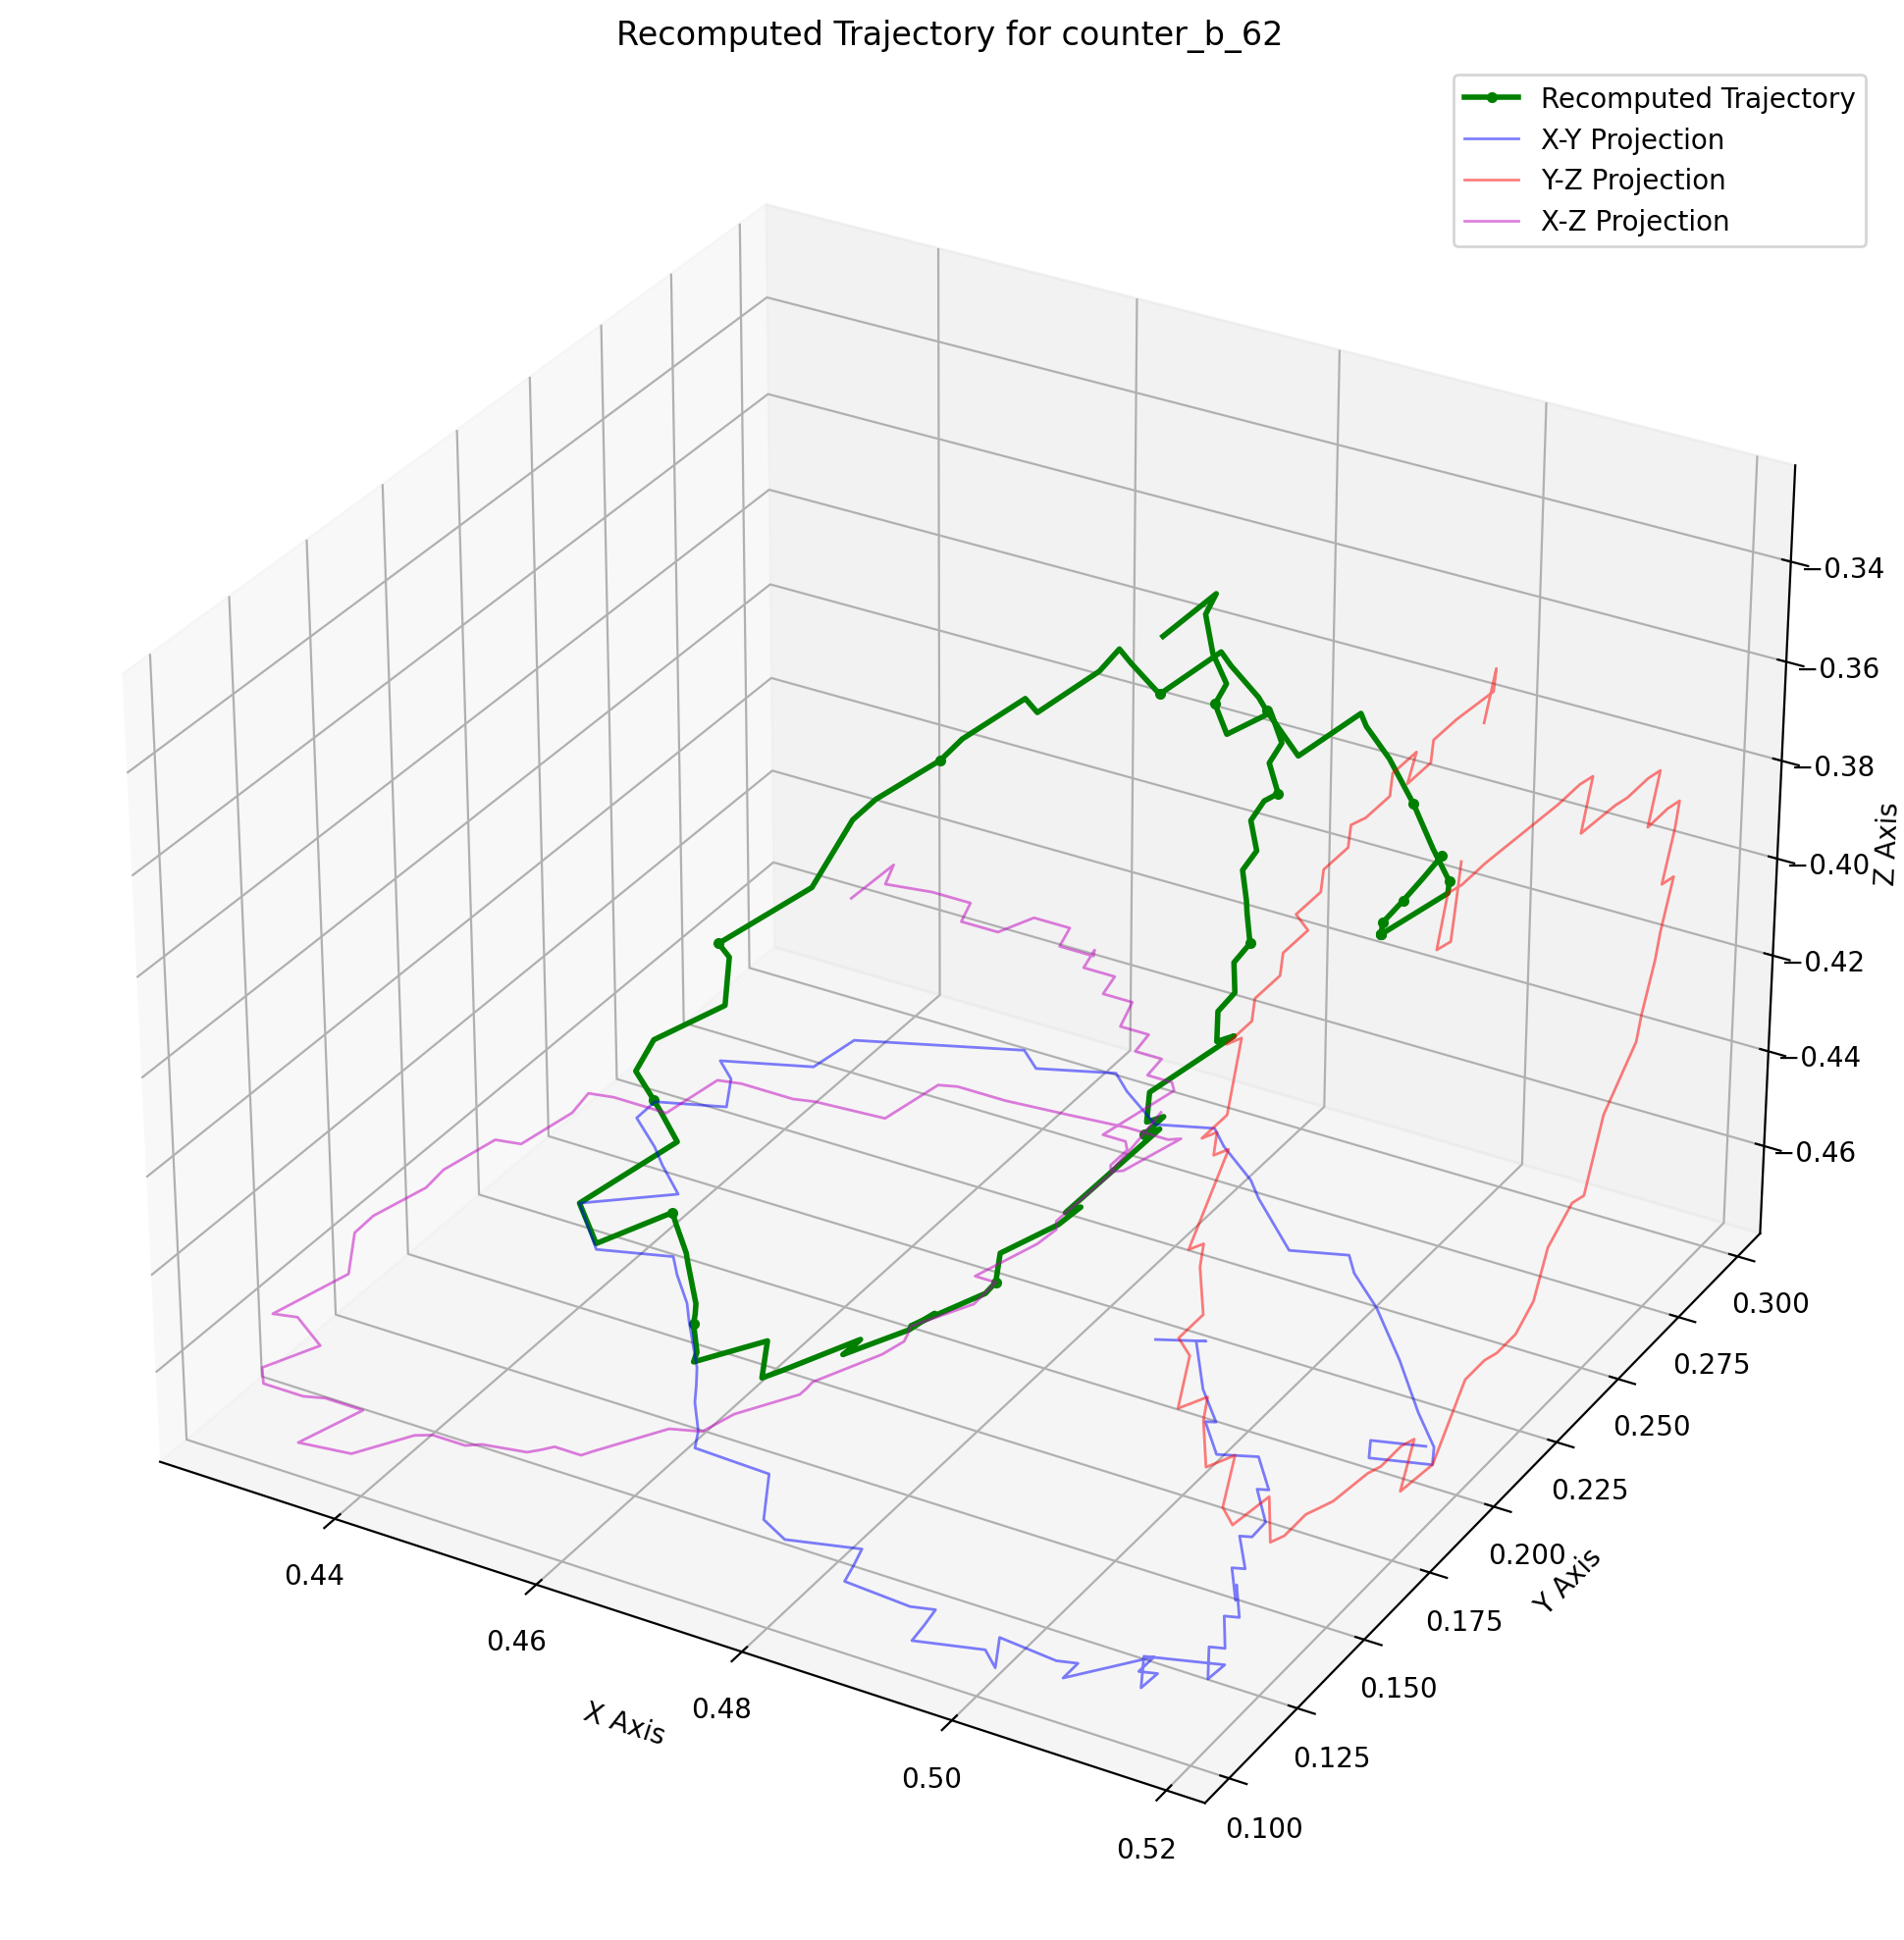 Recomputed Trajectory for counter_b_62
Recomputed Trajectory
X-Y Projection
Y-Z Projection
X-Z Projection
−0.34
−0.36
−0.38
−0.40
−0.42
−0.44
−0.46
Z Axis
0.300
0.275
0.250
0.225
0.200
0.175
0.150
0.125
0.100
Y Axis
0.44
0.46
0.48
0.50
0.52
X Axis